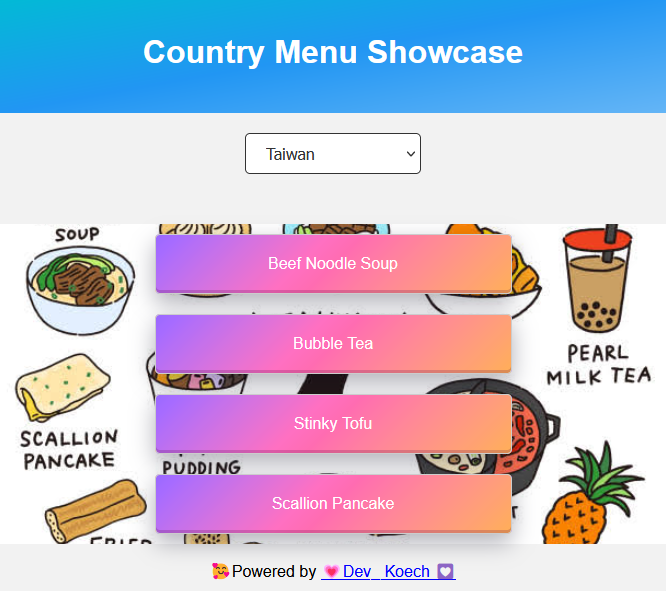 Country Menu Showcase
Taiwan
SOUP
Beef Noodle Soup
Bubble Tea
PEARL
MILK TEA
Stinky Tofu
SCALLION
PANCAKE
PUDDING
Scallion Pancake
Powered by Dev_Koech